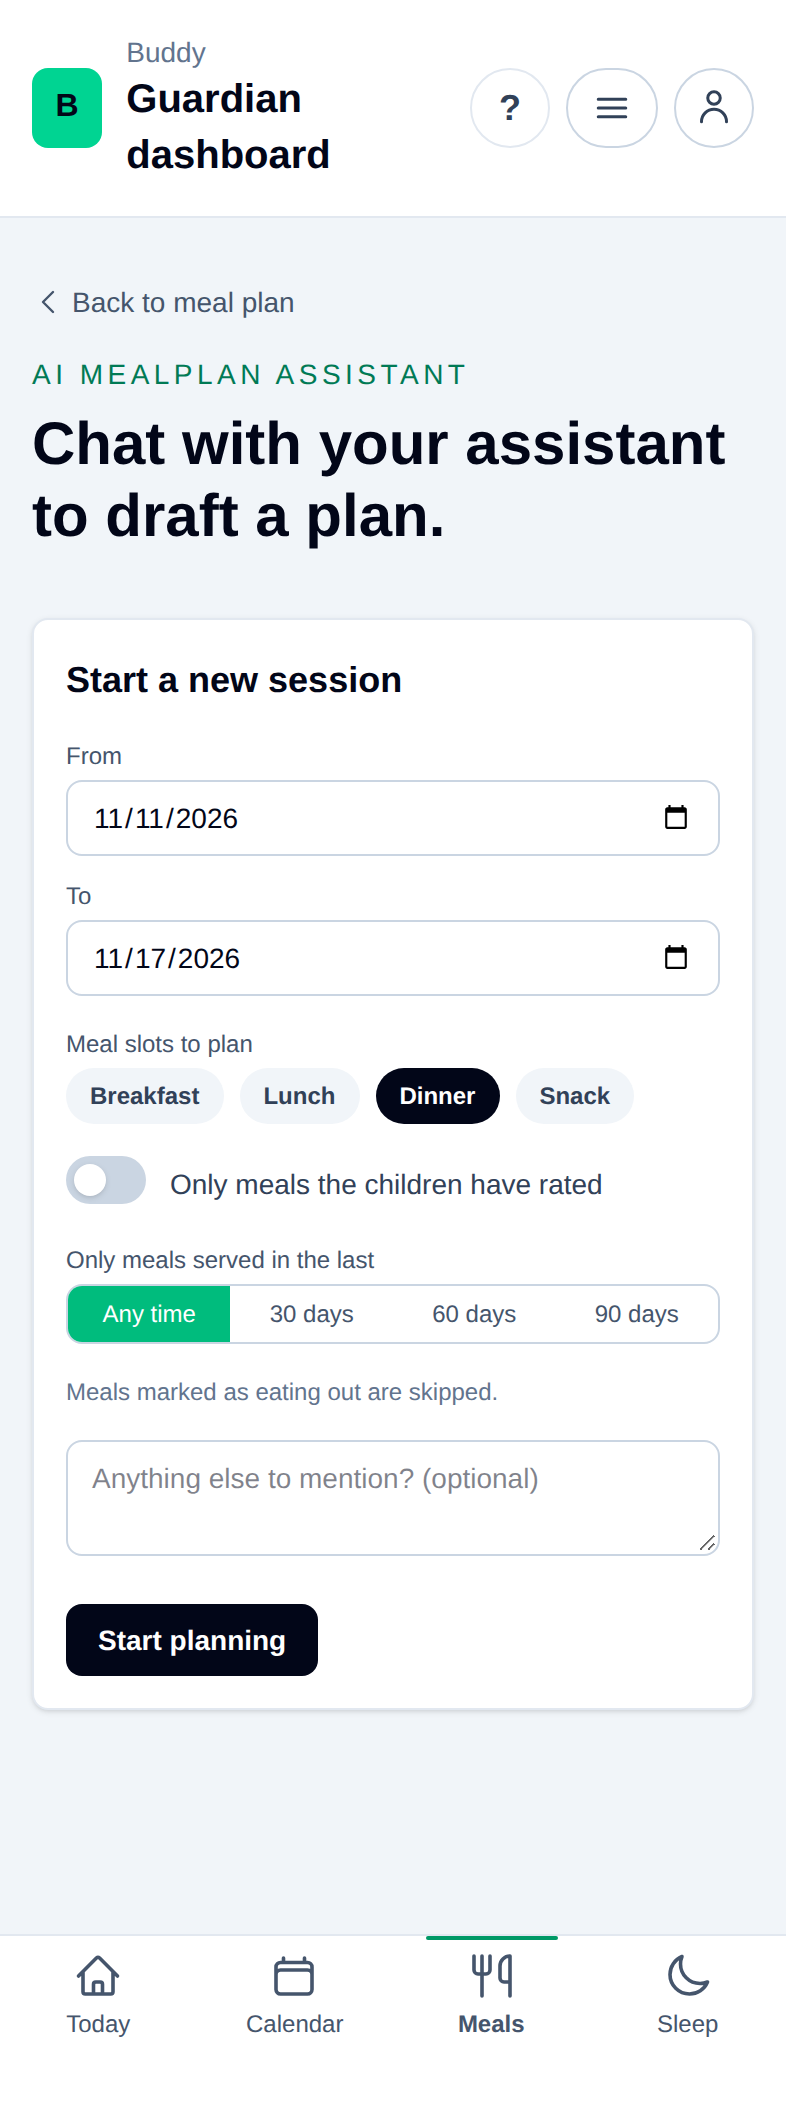 B
Buddy
Guardian
dashboard
?
Back to meal plan
AI MEALPLAN ASSISTANT
Chat with your assistant
to draft a plan.
Start a new session
From
11/11/2026
To
11/17/2026
Meal slots to plan
Breakfast Lunch Dinner Snack
Only meals the children have rated
Only meals served in the last
Any time 30 days 60 days 90 days
Meals marked as eating out are skipped.
Anything else to mention? (optional)
Start planning
Today Calendar Meals Sleep